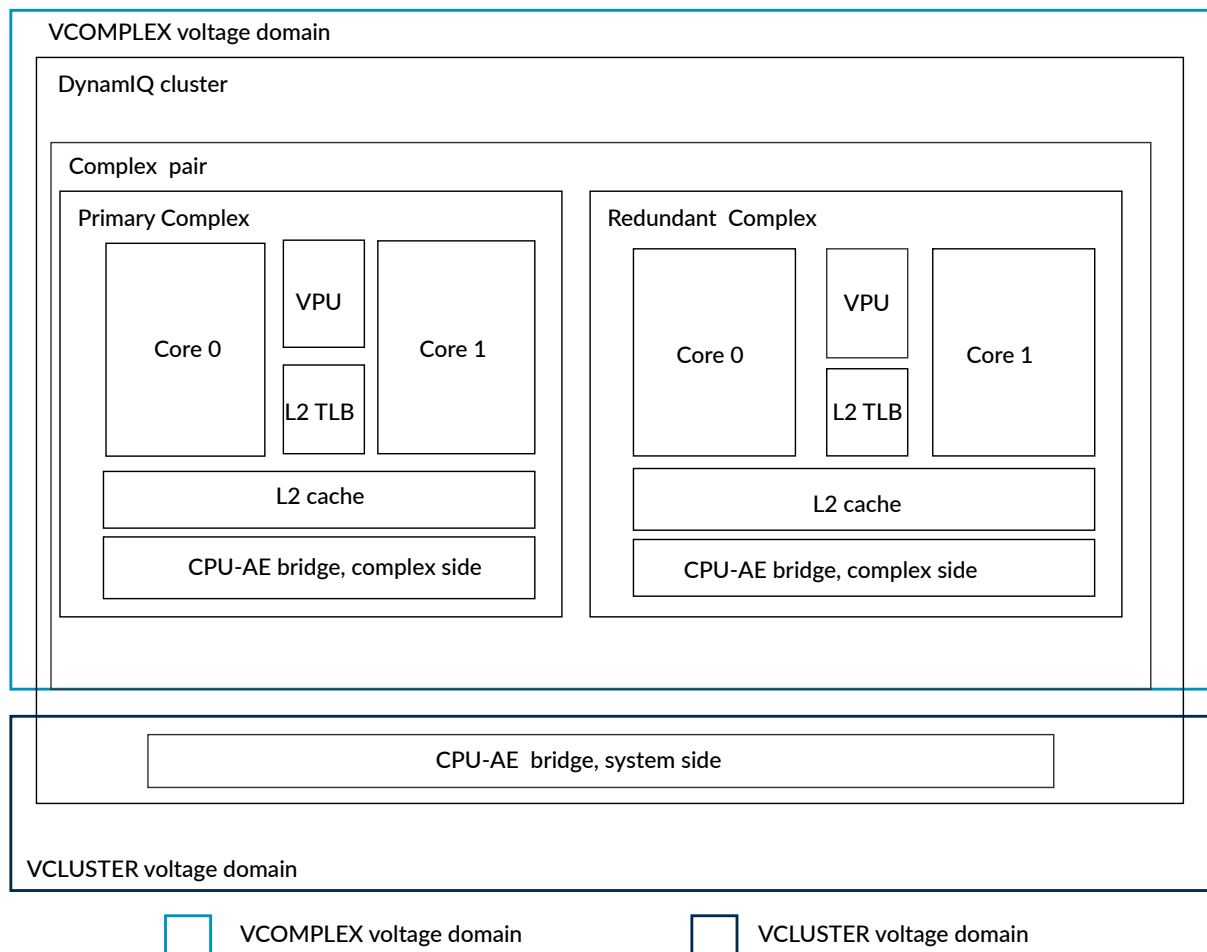 VCOMPLEX voltage domain
DynamIQ cluster
Complex pair
Primary Complex
Core 0
VPU
L2 TLB
Core 1
L2 cache
CPU-AE bridge, complex side
Redundant Complex
Core 0
VPU
L2 TLB
Core 1
L2 cache
CPU-AE bridge, complex side
CPU-AE bridge, system side
VCLUSTER voltage domain
VCOMPLEX voltage domain
VCLUSTER voltage domain